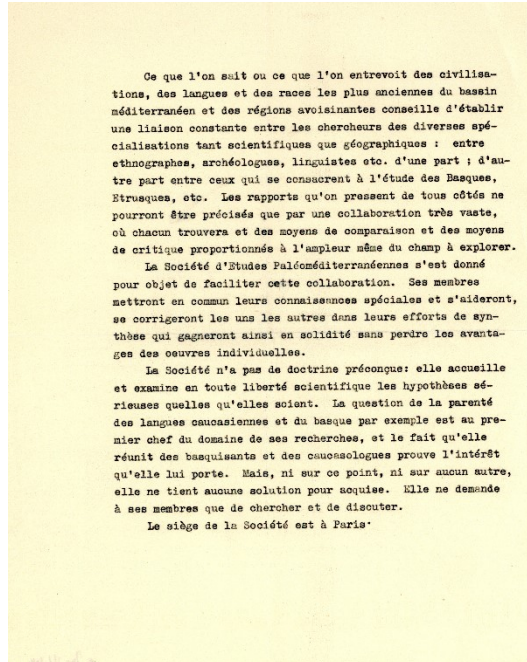 Ce que l'on sait ou ce que l'on entrevoit des civilisa-
tions, des langues et des races les plus anciennes du bassin
méditerranéen et des régions avoisinantes conseille d'établir
une liaison constante entre les chercheurs des diverses spé-
cialisations tant scientifiques que géographiques : entre
ethnographes, archéologues, linguistes etc. d'une part ; d'au-
tre part entre ceux qui se consacrent à l'étude des Basques,
Etrusques, etc. Les rapports qu'on pressent de tous côtés ne
pourront être précisés que par une collaboration très vaste,
où chacun trouvera et des moyens de comparaison et des moyens
de critique proportionnés à l'ampleur même du champ à explorer.
La Société d'Etudes Paléoméditerranéennes s'est donné
pour objet de faciliter cette collaboration. Ses membres
mettront en commun leurs connaissances spéciales et s'aideront,
se corrigeront les uns les autres dans leurs efforts de syn-
thèse qui gagneront ainsi en solidité sans perdre les avanta-
ges des oeuvres individuelles.
La Société n'a pas de doctrine préconçue: elle accueille
et examine en toute liberté scientifique les hypothèses sé-
rieuses quelles qu'elles soient. La question de la parenté
des langues caucasiennes et du basque par exemple est au pre-
mier chef du domaine de ses recherches, et le fait qu'elle
réunit des basquisants et des caucasologues prouve l'intérêt
qu'elle lui porte. Mais, ni sur ce point, ni sur aucun autre,
elle ne tient aucune solution pour acquise. Elle ne demande
à ses membres que de chercher et de discuter.
Le siège de la Société est à Paris.